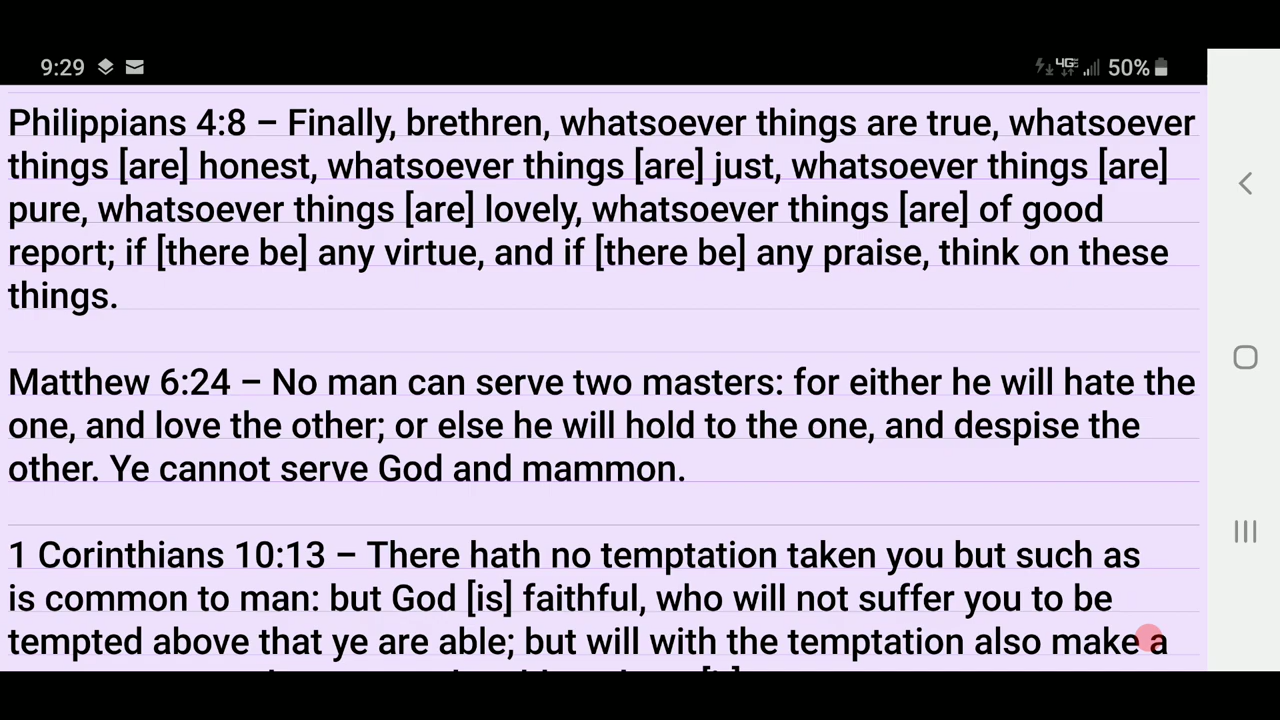 9:29 4G 50%
Philippians 4:8 – Finally, brethren, whatsoever things are true, whatsoever
things [are] honest, whatsoever things [are] just, whatsoever things [are]
pure, whatsoever things [are] lovely, whatsoever things [are] of good
report; if [there be] any virtue, and if [there be] any praise, think on these
things.
Matthew 6:24 – No man can serve two masters: for either he will hate the
one, and love the other; or else he will hold to the one, and despise the
other. Ye cannot serve God and mammon.
1 Corinthians 10:13 – There hath no temptation taken you but such as
is common to man: but God [is] faithful, who will not suffer you to be
tempted above that ye are able; but will with the temptation also make a